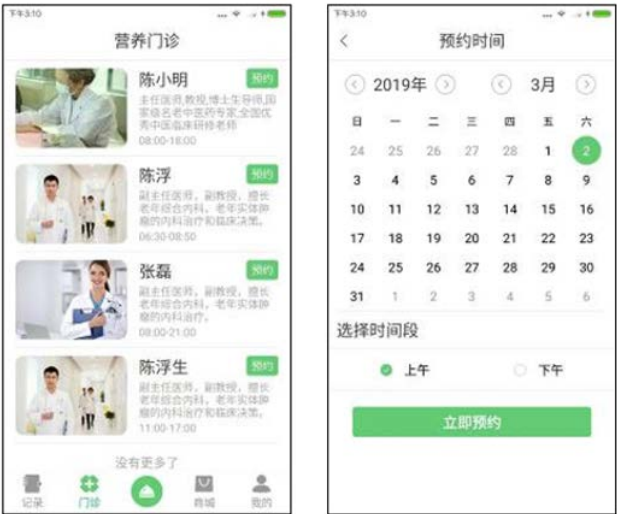 下午3:10
营养门诊
陈小明
预约
主任医师,教授,博士生导师,国
家级名老中医药专家,全国优
秀中医临床研修老师
08:00-18:00
陈浮
预约
副主任医师，副教授，擅长
老年综合内科，老年实体肿
瘤的内科治疗和临床决策。
06:30-08:50
张磊
预约
副主任医师，副教授，擅长
老年综合内科，老年实体肿
瘤的内科治疗。
08:00-21:00
陈浮生
预约
副主任医师，副教授，擅长
老年综合内科，老年实体肿
瘤的内科治疗和临床决策。
11:00-17:00
没有更多了
记录 门诊 商城 我的
下午3:10
预约时间
2019年 3月
日 一 二 三 四 五 六
24 25 26 27 28 1 2
3 4 5 6 7 8 9
10 11 12 13 14 15 16
17 18 19 20 21 22 23
24 25 26 27 28 29 30
31 1 2 3 4 5 6
选择时间段
上午 下午
立即预约